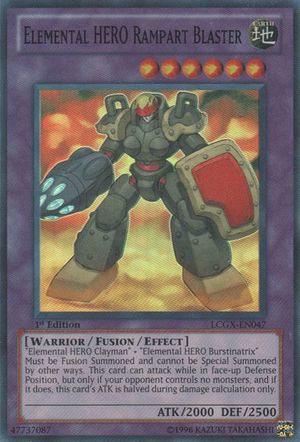 ELEMENTAL HERO RAMPART BLASTER
EARTH
地
1st Edition
LCGX-EN047
[WARRIOR / FUSION / EFFECT]
"Elemental HERO Clayman" + "Elemental HERO Burstinatrix"
Must be Fusion Summoned and cannot be Special Summoned
by other ways. This card can attack while in face-up Defense
Position, but only if your opponent controls no monsters, and if
it does, this card's ATK is halved during damage calculation only.
ATK/2000 DEF/2500
47737087
©1996 KAZUKI TAKAHASHI